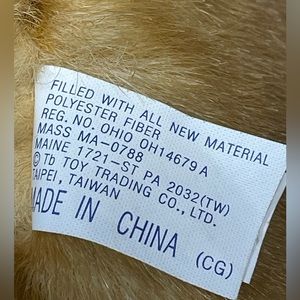 FILLED WITH ALL NEW MATERIAL
POLYESTER FIBER
REG. NO. OHIO OH14679A
MASS MA-0788
MAINE 1721-ST PA 2032(TW)
© Tb TOY TRADING CO., LTD.
TAIPEI, TAIWAN
MADE IN CHINA (CG)